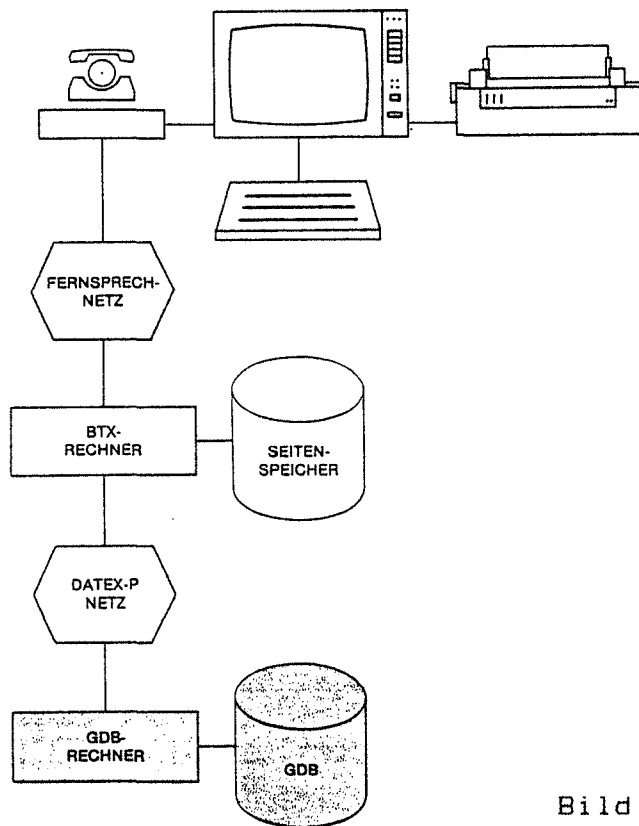 FERNSPRECH-
NETZ
BTX-
RECHNER
SEITEN-
SPEICHER
DATEX-P
NETZ
GDB-
RECHNER
GDB
Bild